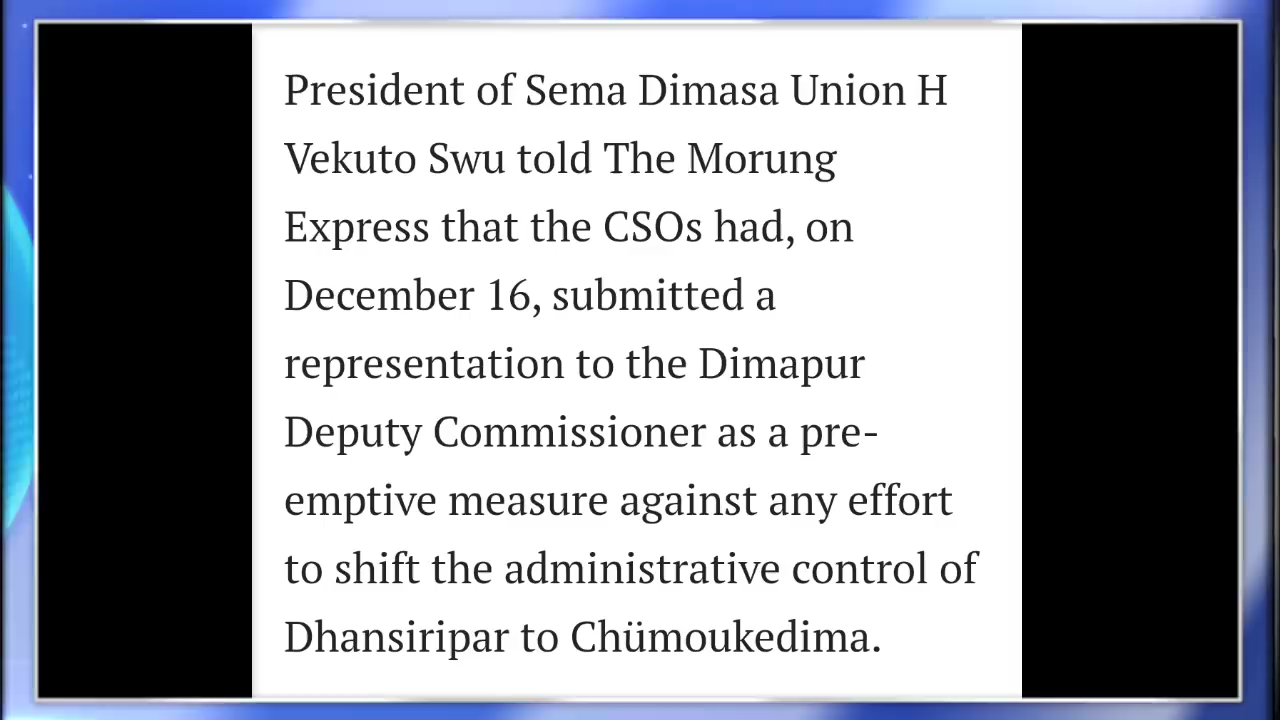 President of Sema Dimasa Union H
Vekuto Swu told The Morung
Express that the CSOs had, on
December 16, submitted a
representation to the Dimapur
Deputy Commissioner as a pre-
emptive measure against any effort
to shift the administrative control of
Dhansiripar to Chümoukedima.